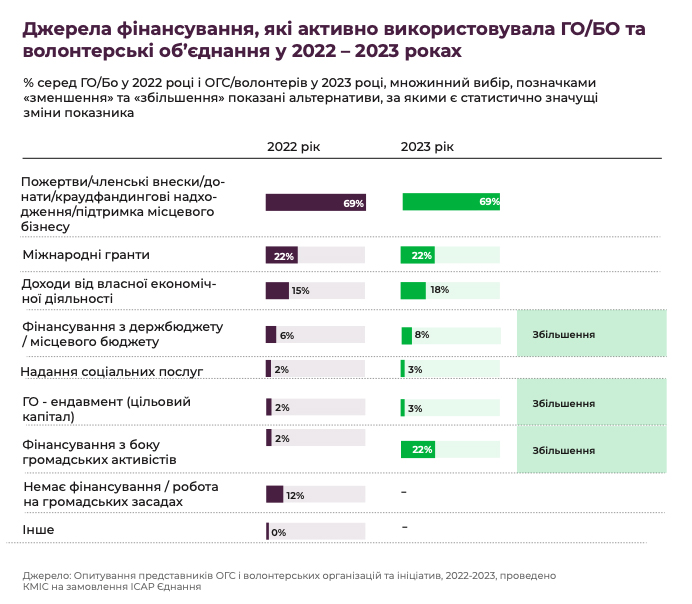 Джерела фінансування, які активно використовувала ГО/БО та
волонтерські об’єднання у 2022 – 2023 роках
% серед ГО/Бо у 2022 році і ОГС/волонтерів у 2023 році, множинний вибір, позначками
«зменшення» та «збільшення» показані альтернативи, за якими є статистично значущі
зміни показника
2022 рік 2023 рік
Пожертви/членські внески/до-
нати/краудфандингові надхо-
дження/підтримка місцевого
бізнесу
69% 69%
Міжнародні гранти 22% 22%
Доходи від власної економіч-
ної діяльності
15% 18%
Фінансування з держбюджету
/ місцевого бюджету
6% 8% Збільшення
Надання соціальних послуг 2% 3%
ГО - ендавмент (цільовий
капітал)
2% 3% Збільшення
Фінансування з боку
громадських активістів
2% 22% Збільшення
Немає фінансування / робота
на громадських засадах
12% –
Інше 0% –
Джерело: Опитування представників ОГС і волонтерських організацій та ініціатив, 2022-2023, проведено
КМІС на замовлення ІСАР Єднання